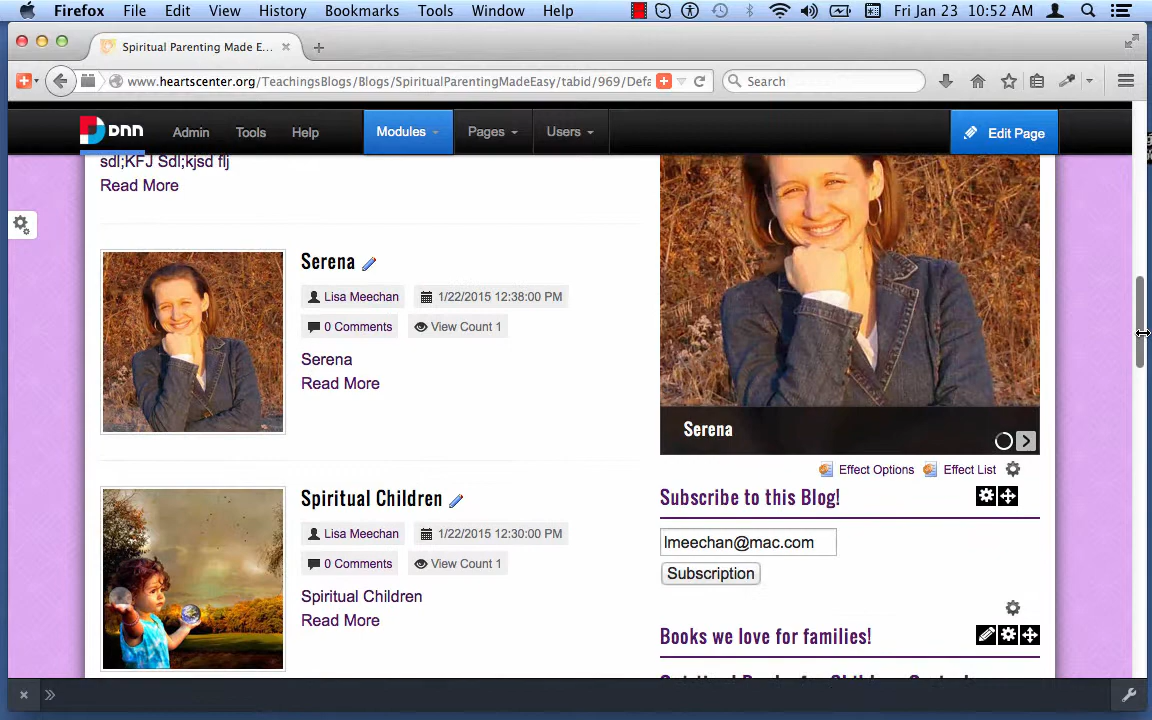 Firefox File Edit View History Bookmarks Tools Window Help Fri Jan 23 10:52 AM
Spiritual Parenting Made E...
www.heartscenter.org/TeachingsBlogs/Blogs/SpiritualParentingMadeEasy/tabid/969/Defa Search
DNN Admin Tools Help Modules Pages Users Edit Page
sdl;KFJ Sdl;kjsd flj
Read More
Serena
Lisa Meechan 1/22/2015 12:38:00 PM
0 Comments View Count 1
Serena
Read More
Spiritual Children
Lisa Meechan 1/22/2015 12:30:00 PM
0 Comments View Count 1
Spiritual Children
Read More
Serena
Effect Options Effect List
Subscribe to this Blog!
lmeechan@mac.com
Subscription
Books we love for families!